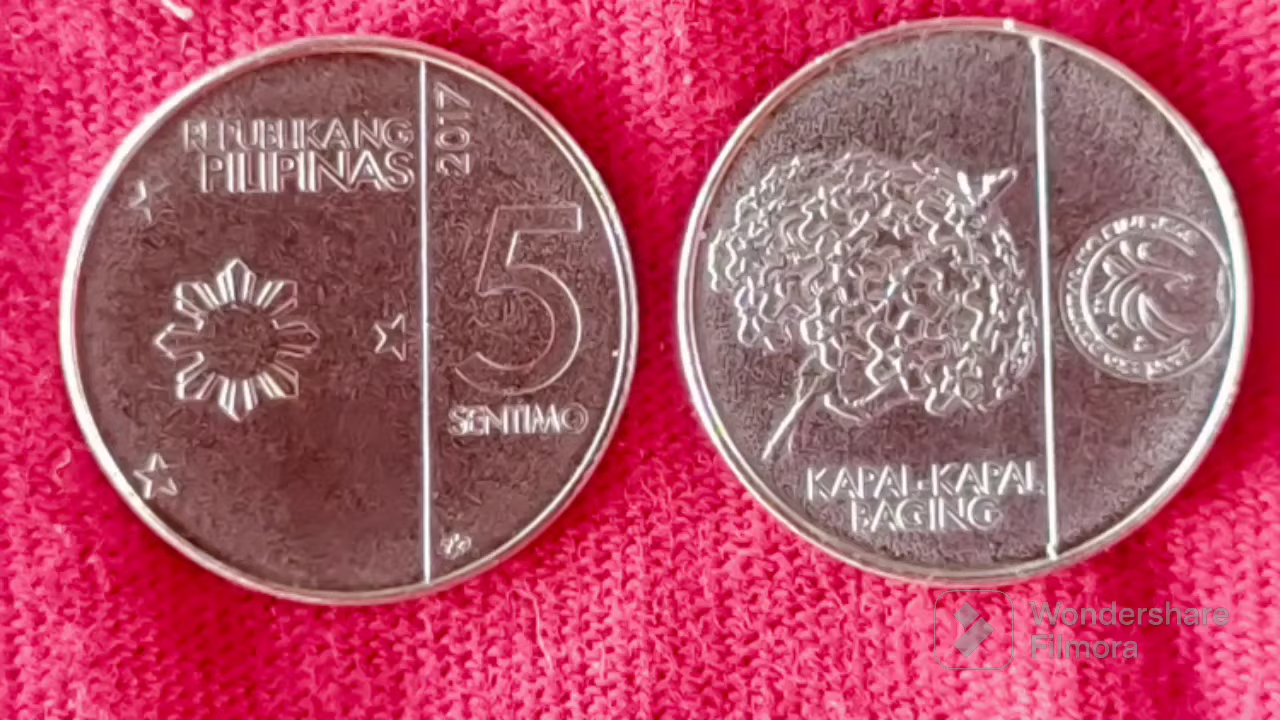 REPUBLIKANG
PILIPINAS
2017
5
SENTIMO
KAPAL-KAPAL
BAGING
Wondershare
Filmora